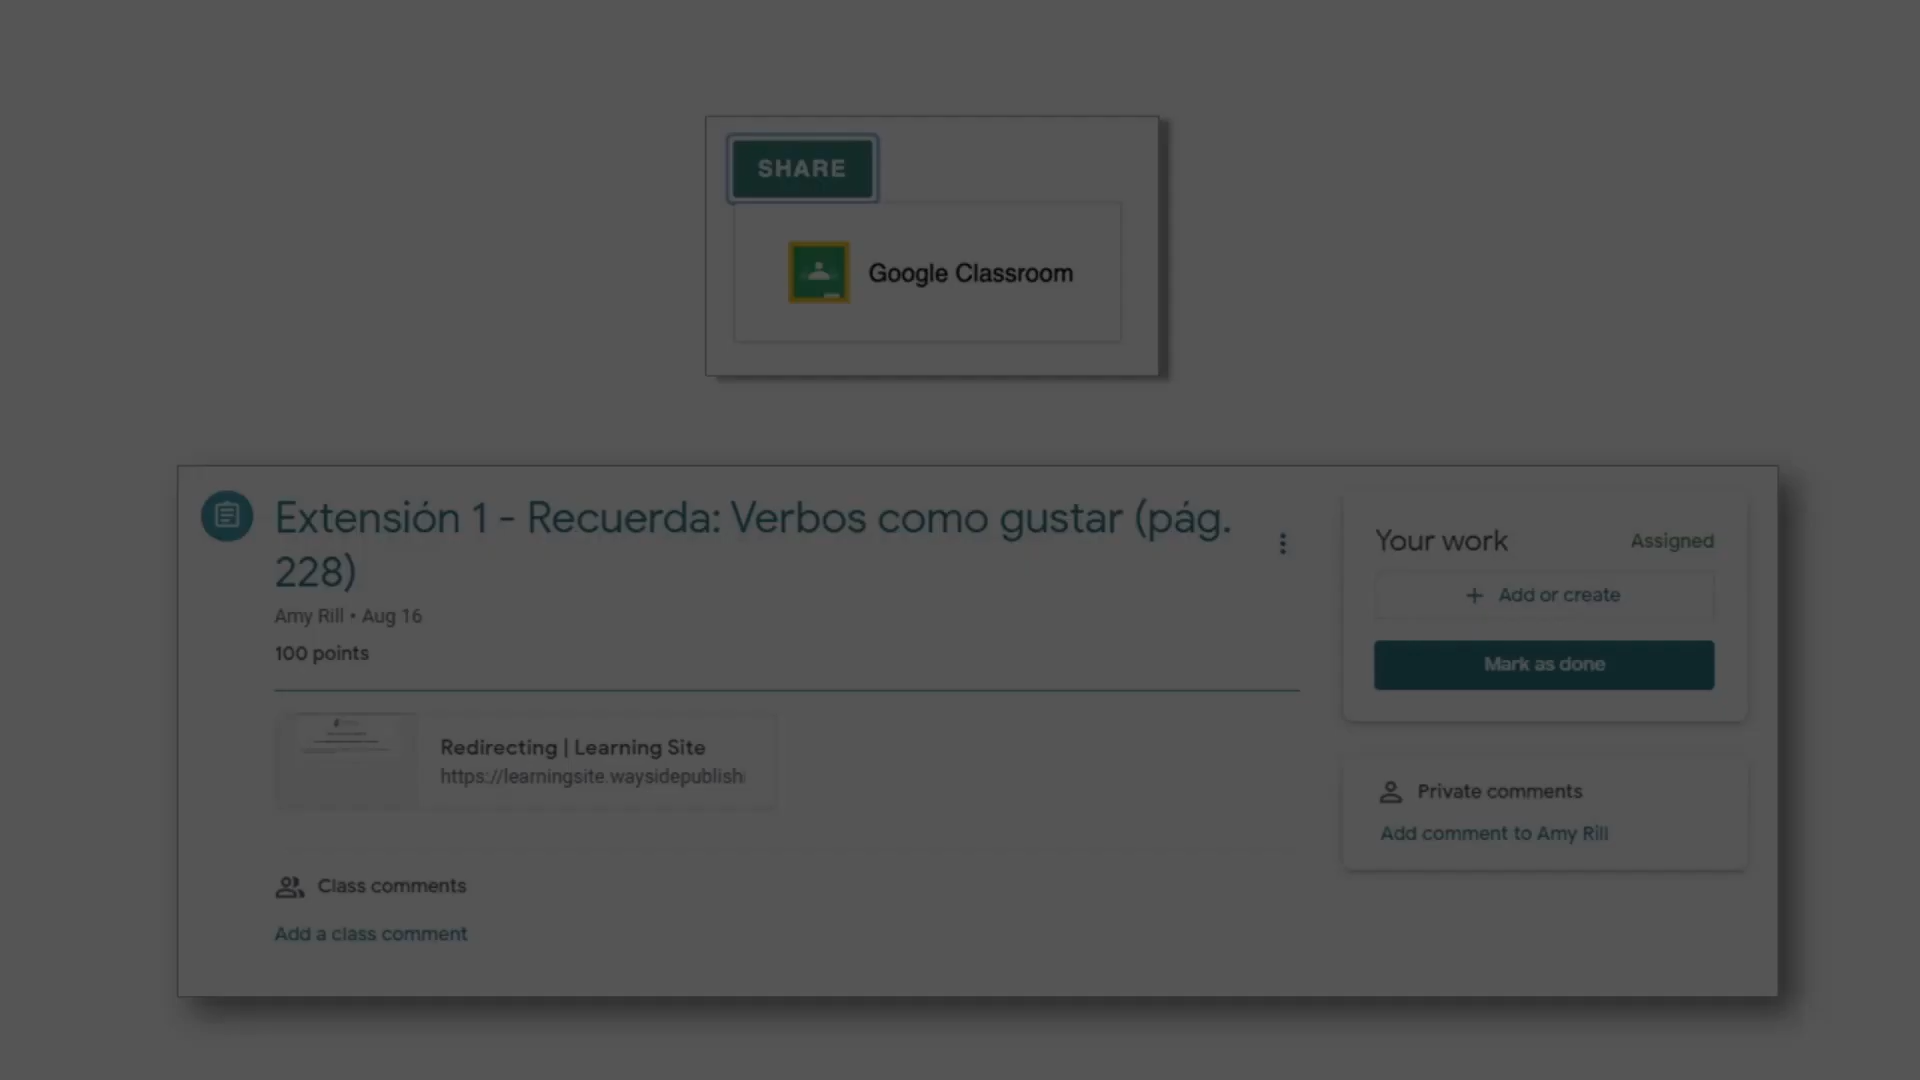 SHARE
Google Classroom
Extensión 1 - Recuerda: Verbos como gustar (pág.
228)
Amy Rill • Aug 16
100 points
Redirecting | Learning Site
https://learningsite.waysidepublishi
Class comments
Add a class comment
Your work
Assigned
+ Add or create
Mark as done
Private comments
Add comment to Amy Rill